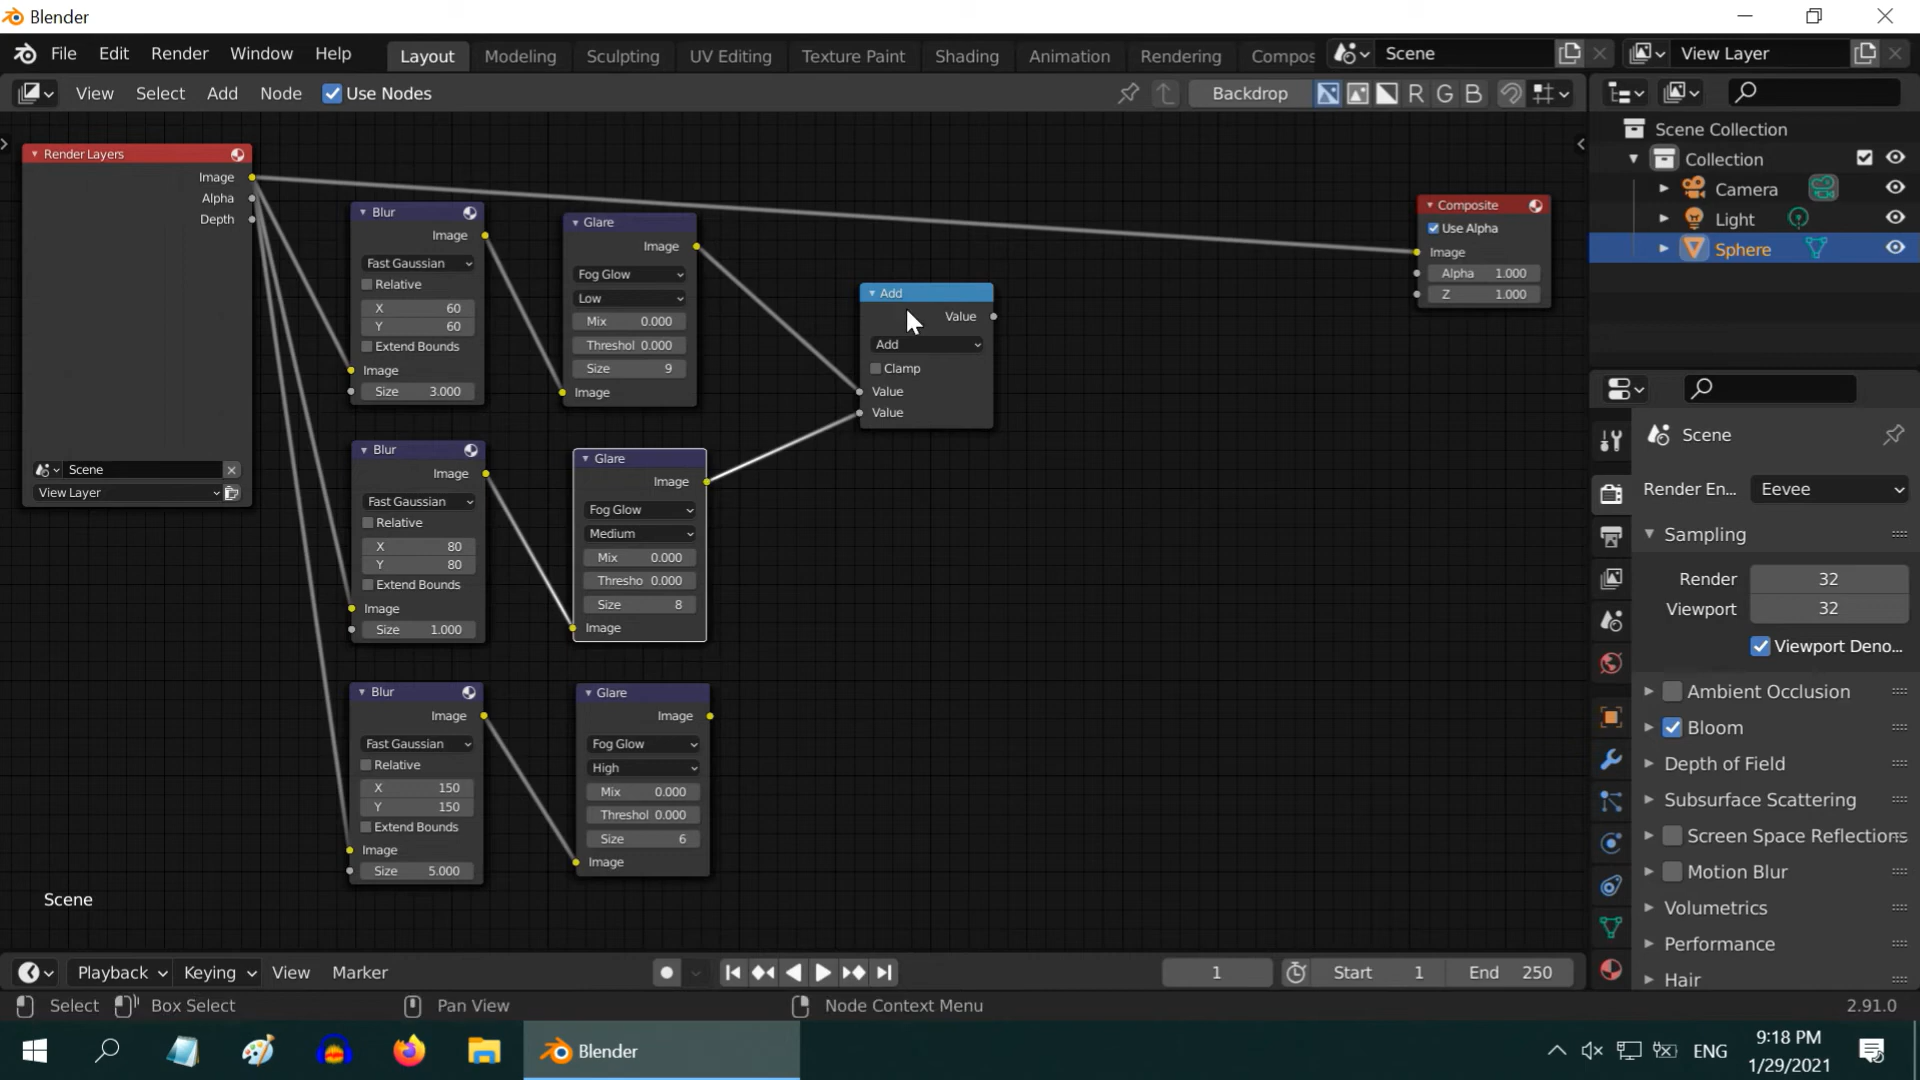 Blender
File Edit Render Window Help Layout Modeling Sculpting UV Editing Texture Paint Shading Animation Rendering Compos Scene View Layer
View Select Add Node Use Nodes Backdrop R G B
Render Layers
Image
Alpha
Depth
Scene
View Layer
Blur
Image
Fast Gaussian
Relative
X 60
Y 60
Extend Bounds
Image
Size 3.000
Glare
Image
Fog Glow
Low
Mix 0.000
Threshol 0.000
Size 9
Image
Blur
Image
Fast Gaussian
Relative
X 80
Y 80
Extend Bounds
Image
Size 1.000
Glare
Image
Fog Glow
Medium
Mix 0.000
Thresho 0.000
Size 8
Image
Blur
Image
Fast Gaussian
Relative
X 150
Y 150
Extend Bounds
Image
Size 5.000
Glare
Image
Fog Glow
High
Mix 0.000
Threshol 0.000
Size 6
Image
Add
Value
Add
Clamp
Value
Value
Composite
Use Alpha
Image
Alpha 1.000
Z 1.000
Scene
Scene Collection
Collection
Camera
Light
Sphere
Scene
Render En... Eevee
Sampling
Render 32
Viewport 32
Viewport Deno...
Ambient Occlusion
Bloom
Depth of Field
Subsurface Scattering
Screen Space Reflections
Motion Blur
Volumetrics
Performance
Hair
Playback Keying View Marker 1 Start 1 End 250
Select Box Select Pan View Node Context Menu 2.91.0
Blender ENG
9:18 PM
1/29/2021